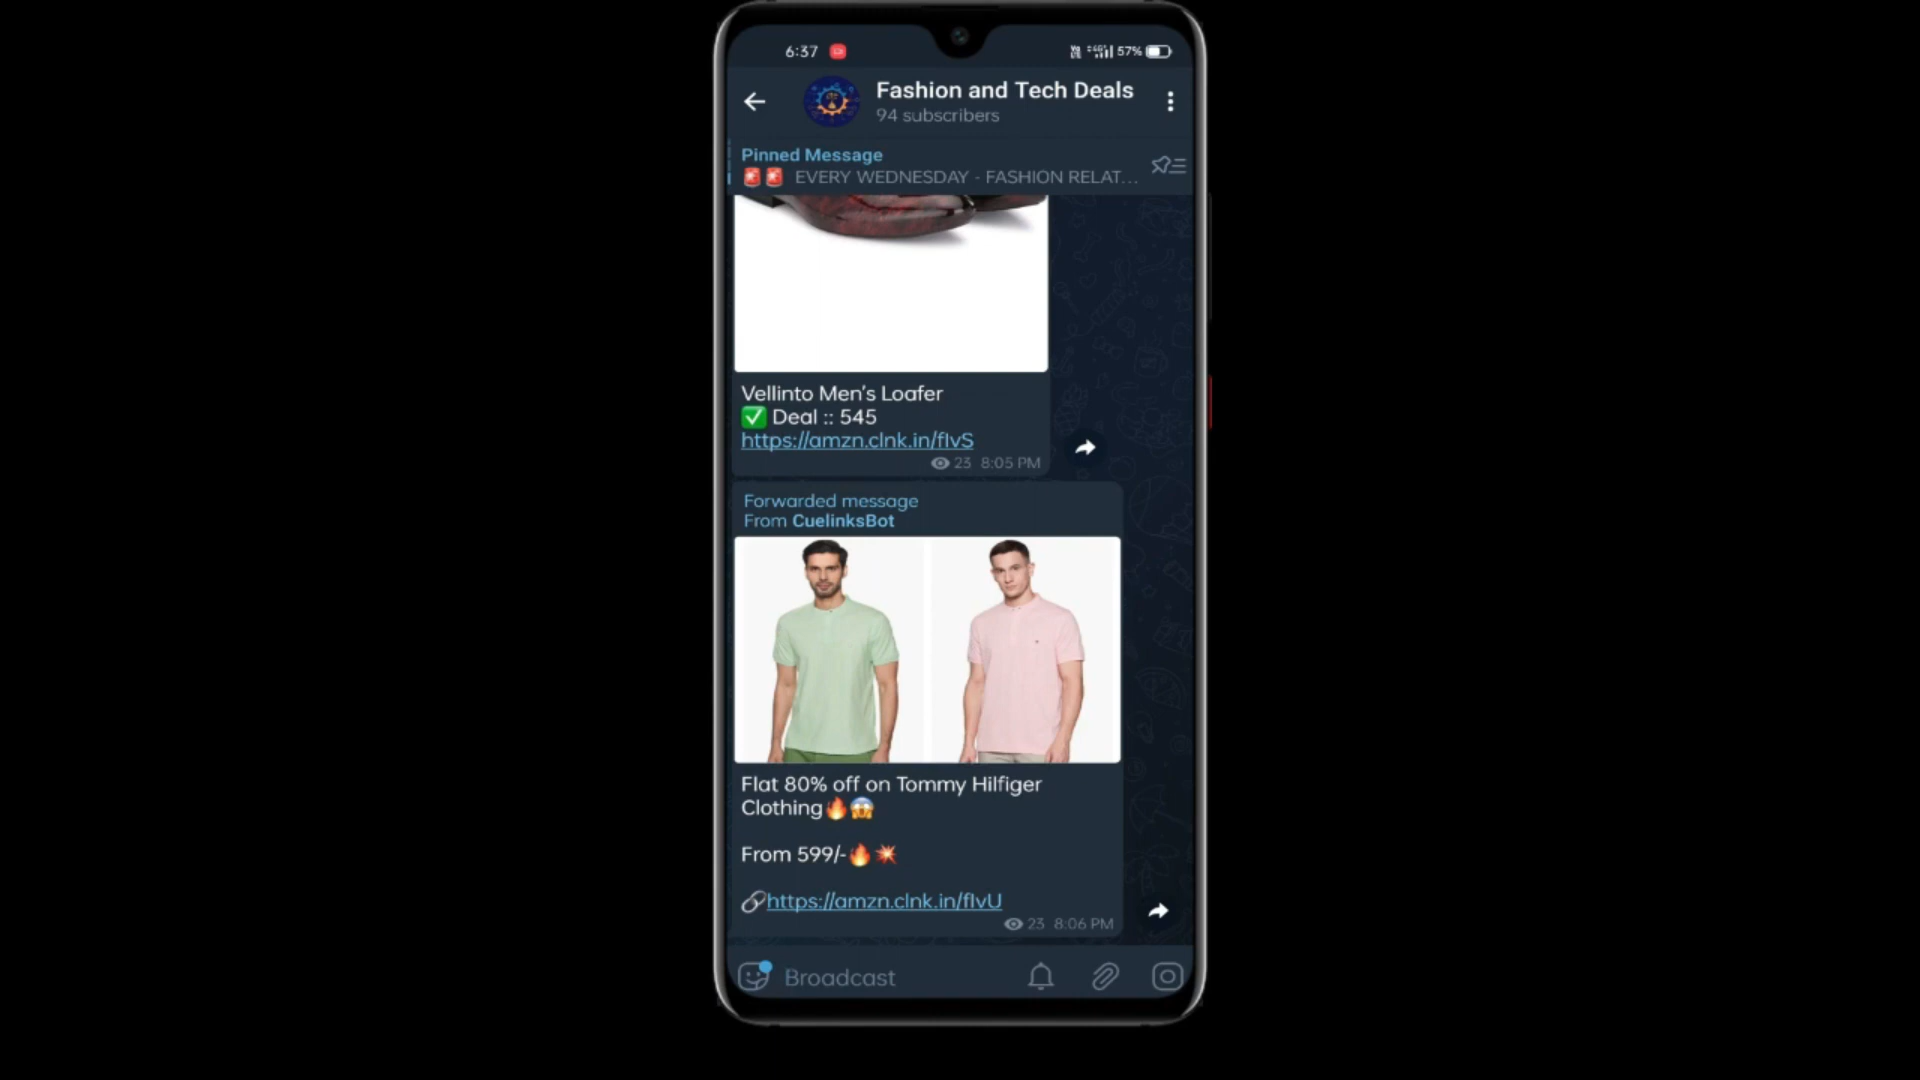 6:37
57%
Fashion and Tech Deals
94 subscribers
Pinned Message
🚨🚨 EVERY WEDNESDAY - FASHION RELAT...
Vellinto Men's Loafer
✅ Deal :: 545
https://amzn.clnk.in/fIvS
23 8:05 PM
Forwarded message
From CuelinksBot
Flat 80% off on Tommy Hilfiger
Clothing🔥😱
From 599/-🔥💥
🔗https://amzn.clnk.in/fIvU
23 8:06 PM
Broadcast